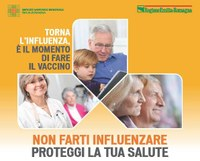 Regione Emilia-Romagna
TORNA
L'INFLUENZA,
È IL MOMENTO
DI FARE
IL VACCINO
NON FARTI INFLUENZARE
PROTEGGI LA TUA SALUTE